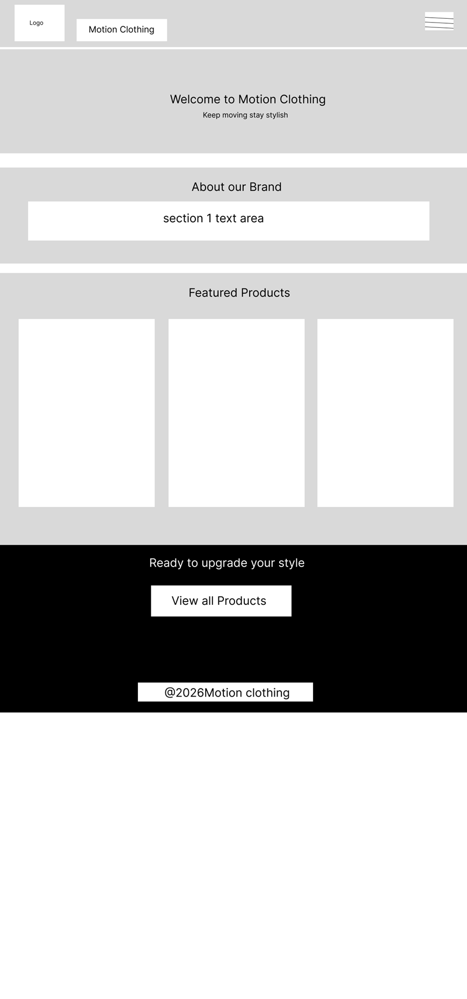 Logo
Motion Clothing
Welcome to Motion Clothing
Keep moving stay stylish
About our Brand
section 1 text area
Featured Products
Ready to upgrade your style
View all Products
@2026Motion clothing